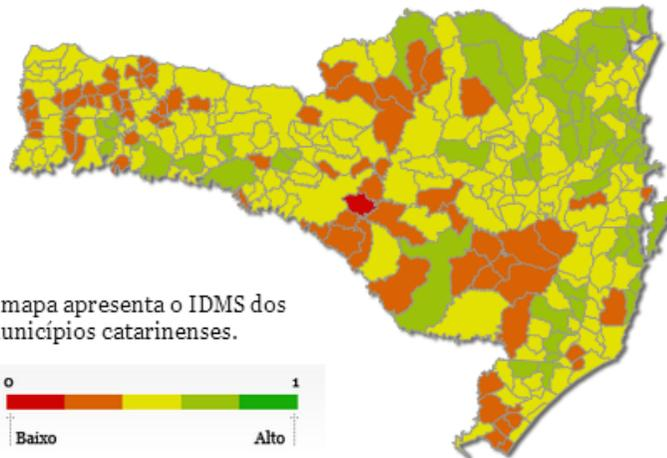 mapa apresenta o IDMS dos
unicípios catarinenses.
0 1
Baixo Alto